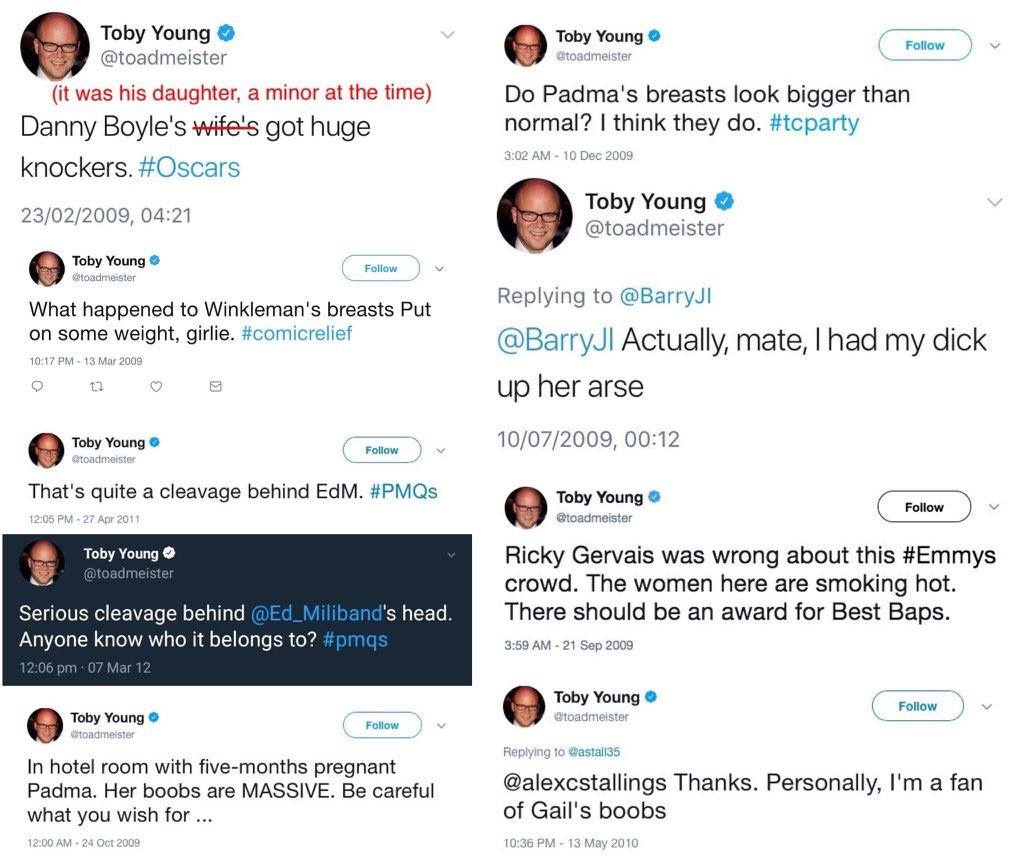 Toby Young
@toadmeister
(it was his daughter, a minor at the time)
Danny Boyle's wife's got huge
knockers. #Oscars
23/02/2009, 04:21
Toby Young
@toadmeister
Follow
What happened to Winkleman's breasts Put
on some weight, girlie. #comicrelief
10:17 PM - 13 Mar 2009
Toby Young
@toadmeister
Follow
That's quite a cleavage behind EdM. #PMQs
12:05 PM - 27 Apr 2011
Toby Young
@toadmeister
Serious cleavage behind @Ed_Miliband's head.
Anyone know who it belongs to? #pmqs
12:06 pm · 07 Mar 12
Toby Young
@toadmeister
Follow
In hotel room with five-months pregnant
Padma. Her boobs are MASSIVE. Be careful
what you wish for ...
12:00 AM - 24 Oct 2009
Toby Young
@toadmeister
Follow
Do Padma's breasts look bigger than
normal? I think they do. #tcparty
3:02 AM - 10 Dec 2009
Toby Young
@toadmeister
Replying to @BarryJl
@BarryJl Actually, mate, I had my dick
up her arse
10/07/2009, 00:12
Toby Young
@toadmeister
Follow
Ricky Gervais was wrong about this #Emmys
crowd. The women here are smoking hot.
There should be an award for Best Baps.
3:59 AM - 21 Sep 2009
Toby Young
@toadmeister
Follow
Replying to @astall35
@alexcstallings Thanks. Personally, I'm a fan
of Gail's boobs
10:36 PM - 13 May 2010